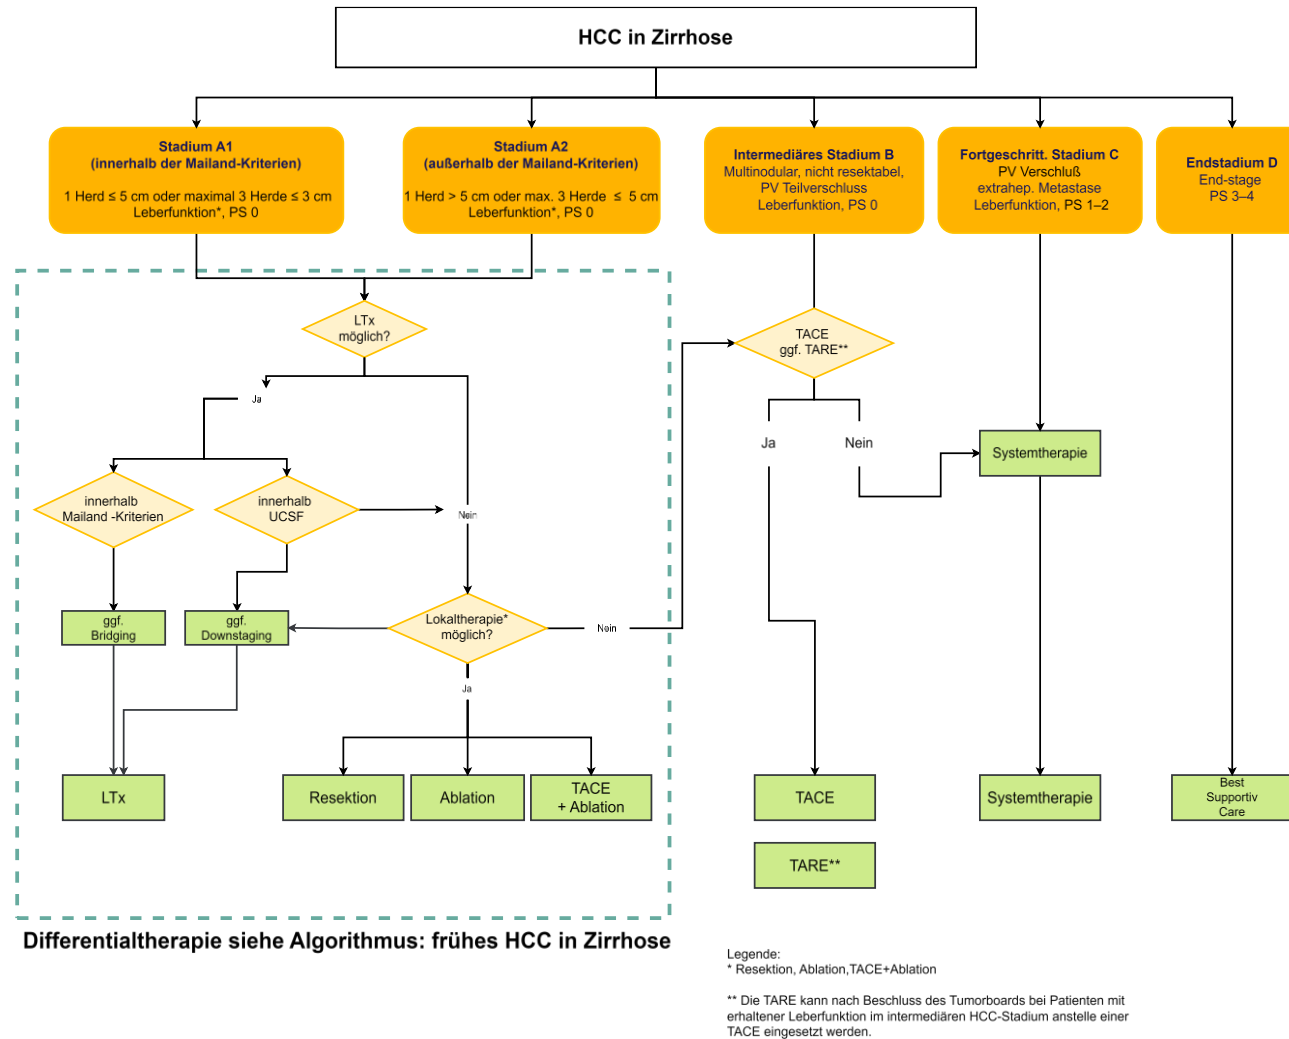 HCC in Zirrhose
Stadium A1
(innerhalb der Mailand-Kriterien)
1 Herd ≤ 5 cm oder maximal 3 Herde ≤ 3 cm
Leberfunktion*, PS 0
Stadium A2
(außerhalb der Mailand-Kriterien)
1 Herd > 5 cm oder max. 3 Herde ≤ 5 cm
Leberfunktion*, PS 0
Intermediäres Stadium B
Multinodular, nicht resektabel,
PV Teilverschluss
Leberfunktion, PS 0
Fortgeschritt. Stadium C
PV Verschluß
extrahep. Metastase
Leberfunktion, PS 1–2
Endstadium D
End-stage
PS 3–4
LTx
möglich?
TACE
ggf. TARE**
Ja
Ja
Nein
Systemtherapie
innerhalb
Mailand -Kriterien
innerhalb
UCSF
Nein
ggf.
Bridging
ggf.
Downstaging
Lokaltherapie*
möglich?
Nein
Ja
LTx
Resektion
Ablation
TACE
+ Ablation
TACE
Systemtherapie
Best
Supportiv
Care
TARE**
Differentialtherapie siehe Algorithmus: frühes HCC in Zirrhose
Legende:
* Resektion, Ablation,TACE+Ablation
** Die TARE kann nach Beschluss des Tumorboards bei Patienten mit
erhaltener Leberfunktion im intermediären HCC-Stadium anstelle einer
TACE eingesetzt werden.